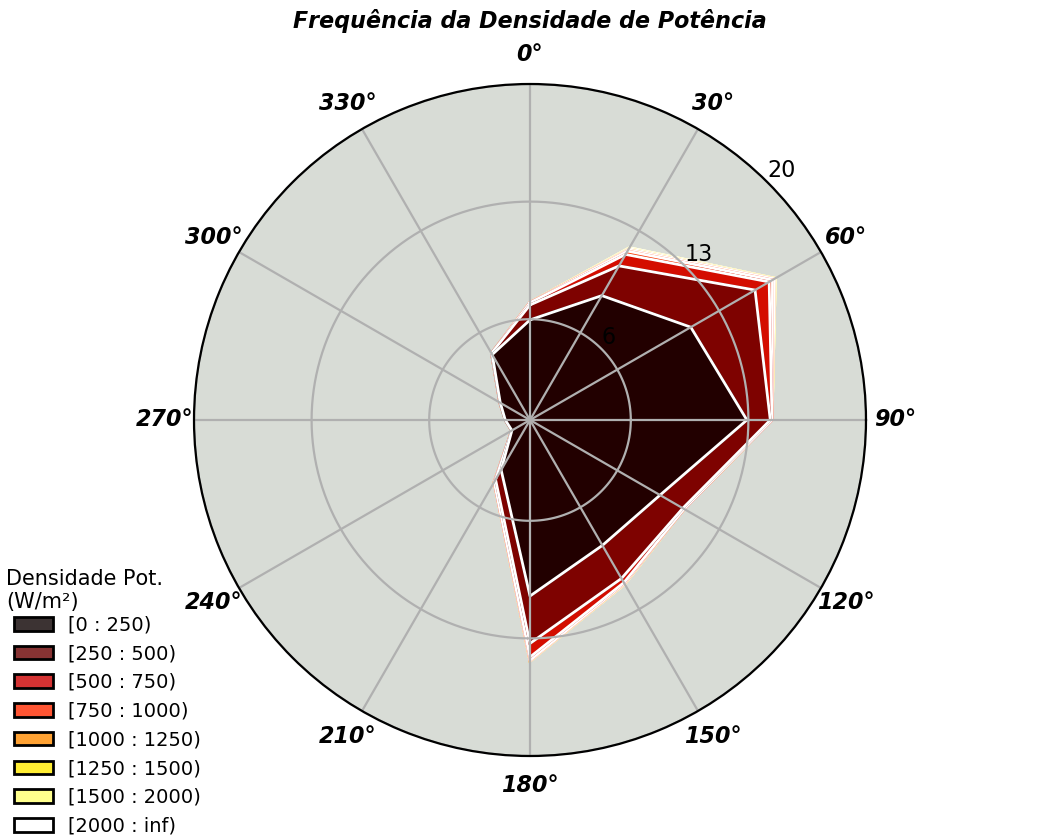 Frequência da Densidade de Potência
0°
330°
30°
20
300°
60°
13
6
270°
90°
240°
120°
210°
150°
180°
Densidade Pot.
(W/m²)
[0 : 250)
[250 : 500)
[500 : 750)
[750 : 1000)
[1000 : 1250)
[1250 : 1500)
[1500 : 2000)
[2000 : inf)